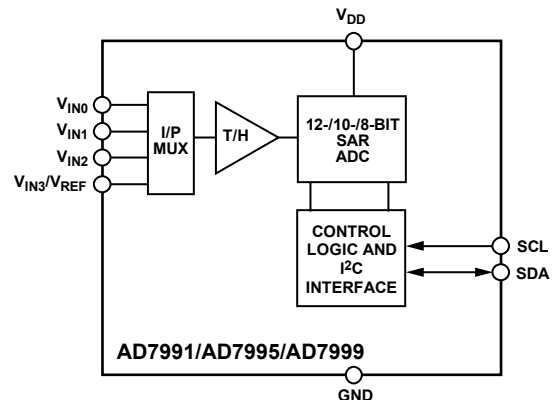 VDD
VIN0
VIN1
VIN2
VIN3/VREF
I/P
MUX
T/H
12-/10-/8-BIT
SAR
ADC
CONTROL
LOGIC AND
I²C
INTERFACE
SCL
SDA
AD7991/AD7995/AD7999
GND